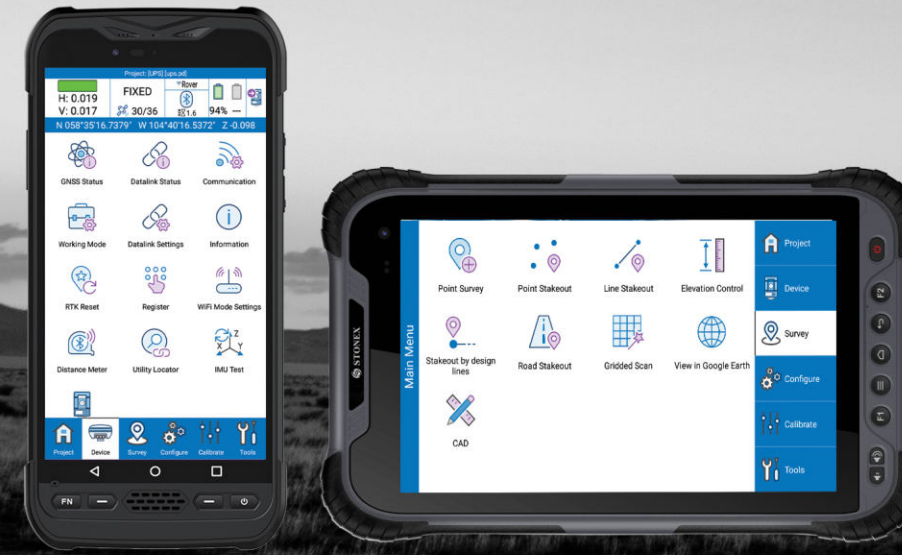 Project: [UPS] [ups.pd]
H: 0.019
V: 0.017
FIXED
30/36
Rover
1.6
94% ---
N 058°35'16.7379" W 104°40'16.5372" Z -0.098
GNSS Status
Datalink Status
Communication
Working Mode
Datalink Settings
Information
RTK Reset
Register
WiFi Mode Settings
Distance Meter
Utility Locator
Z
X
Y
IMU Test
Project
Device
Survey
Configure
Calibrate
Tools
FN
STONEX
Main Menu
Point Survey
Point Stakeout
Line Stakeout
Elevation Control
Stakeout by design
lines
Road Stakeout
Gridded Scan
View in Google Earth
CAD
Project
Device
Survey
Configure
Calibrate
Tools
F2
F1